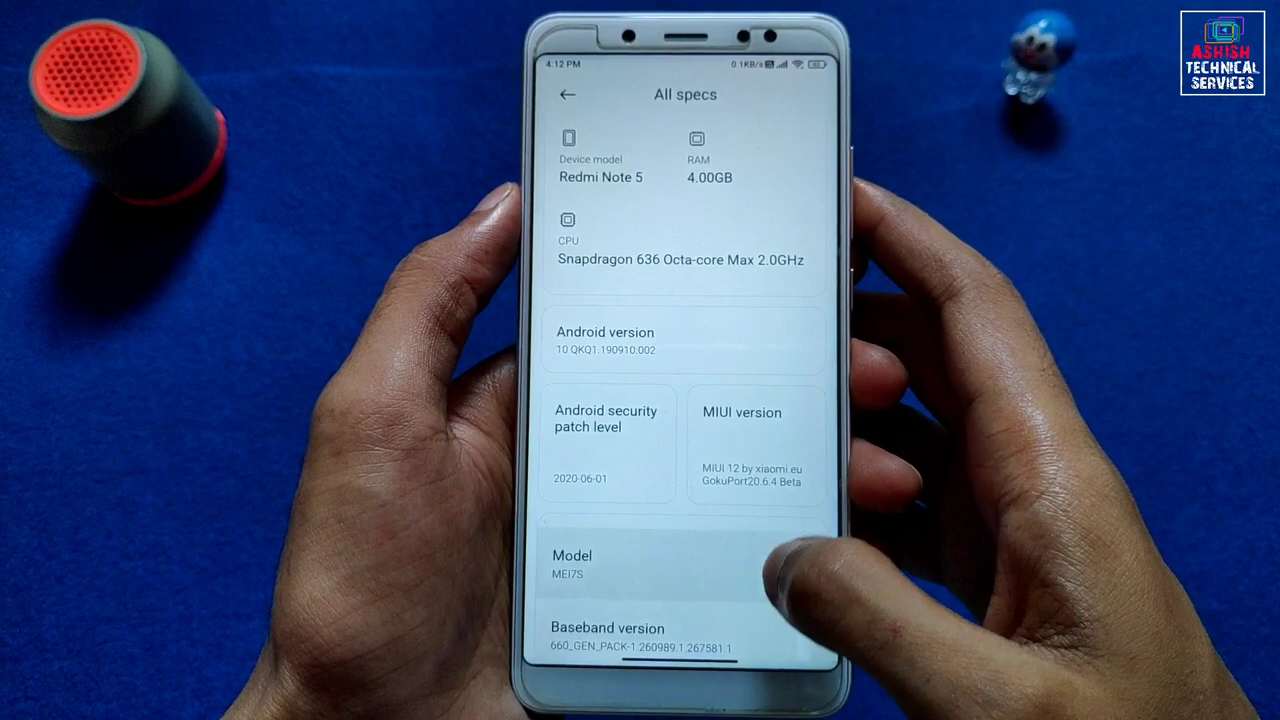 4:12 PM
0.1KB/s
All specs
Device model
Redmi Note 5
RAM
4.00GB
CPU
Snapdragon 636 Octa-core Max 2.0GHz
Android version
10 QKQ1.190910.002
Android security
patch level
2020-06-01
MIUI version
MIUI 12 by xiaomi.eu
GokuPort20.6.4 Beta
Model
MEI7S
Baseband version
660_GEN_PACK-1.260989.1.267581.1
ASHISH
TECHNICAL
SERVICES